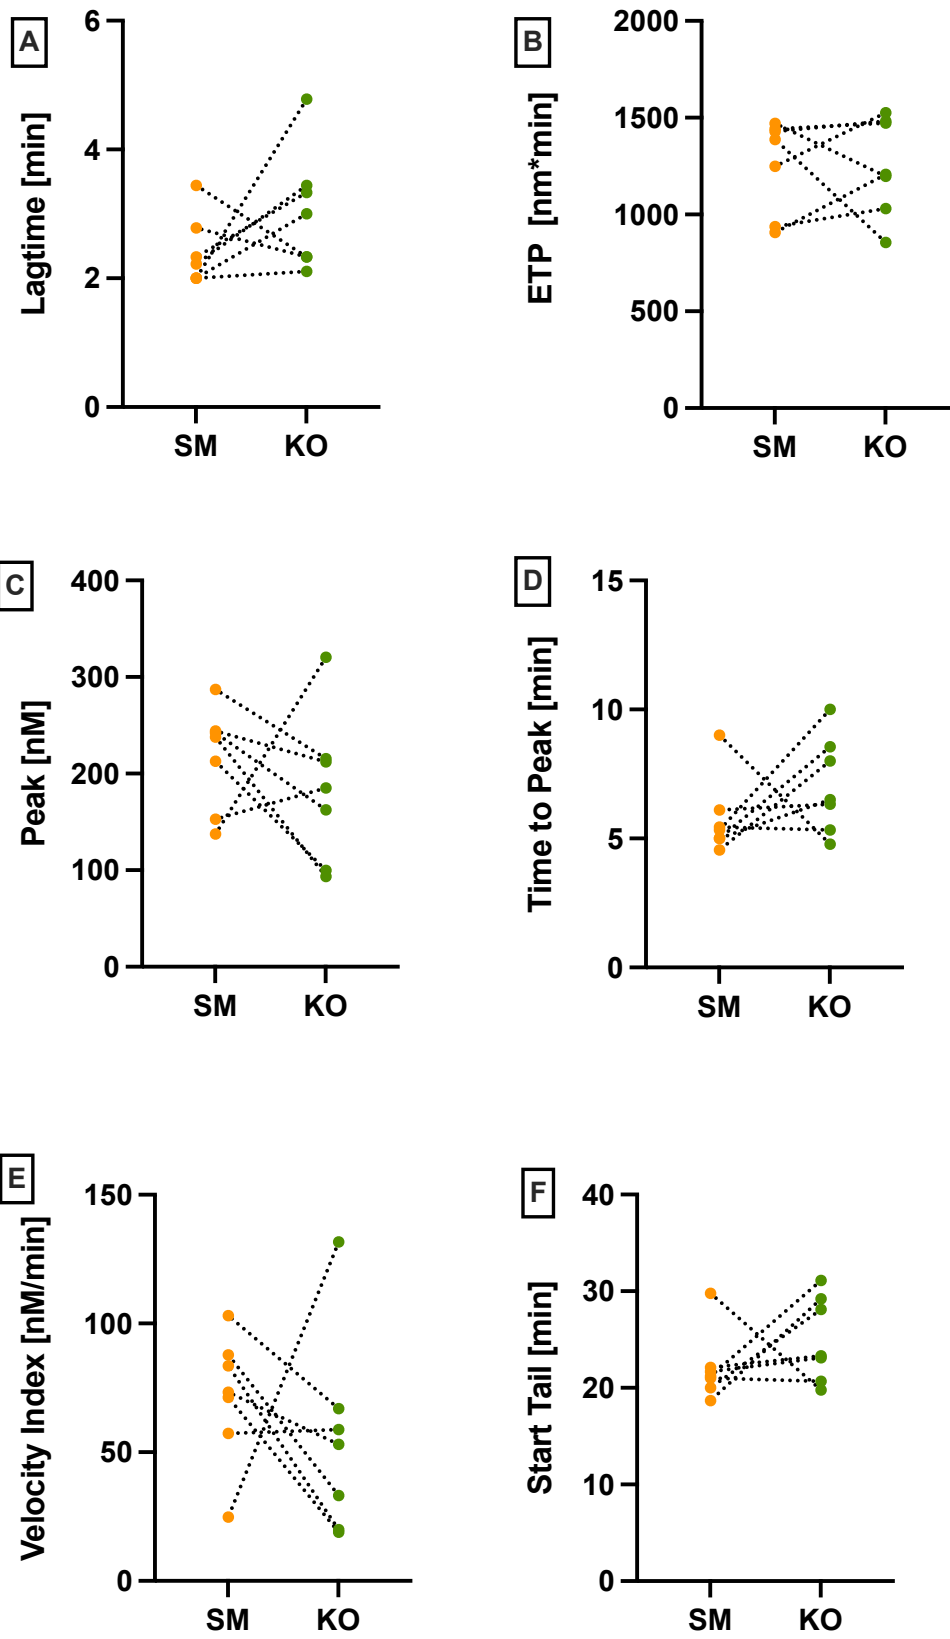 A
Lagtime [min]
6
4
2
0
SM KO
B
ETP [nm*min]
2000
1500
1000
500
0
SM KO
C
Peak [nM]
400
300
200
100
0
SM KO
D
Time to Peak [min]
15
10
5
0
SM KO
E
Velocity Index [nM/min]
150
100
50
0
SM KO
F
Start Tail [min]
40
30
20
10
0
SM KO